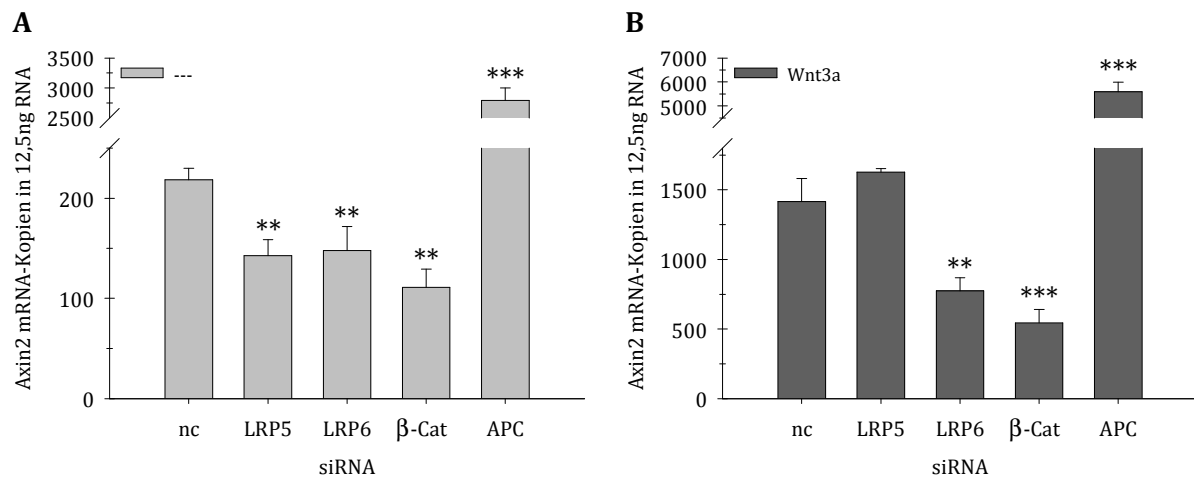 A
Axin2 mRNA-Kopien in 12,5ng RNA
3500
3000
2500
200
100
0
---
**
**
**
***
nc
LRP5
LRP6
β-Cat
APC
siRNA
B
Axin2 mRNA-Kopien in 12,5ng RNA
7000
6000
5000
1500
1000
500
0
Wnt3a
**
***
***
nc
LRP5
LRP6
β-Cat
APC
siRNA